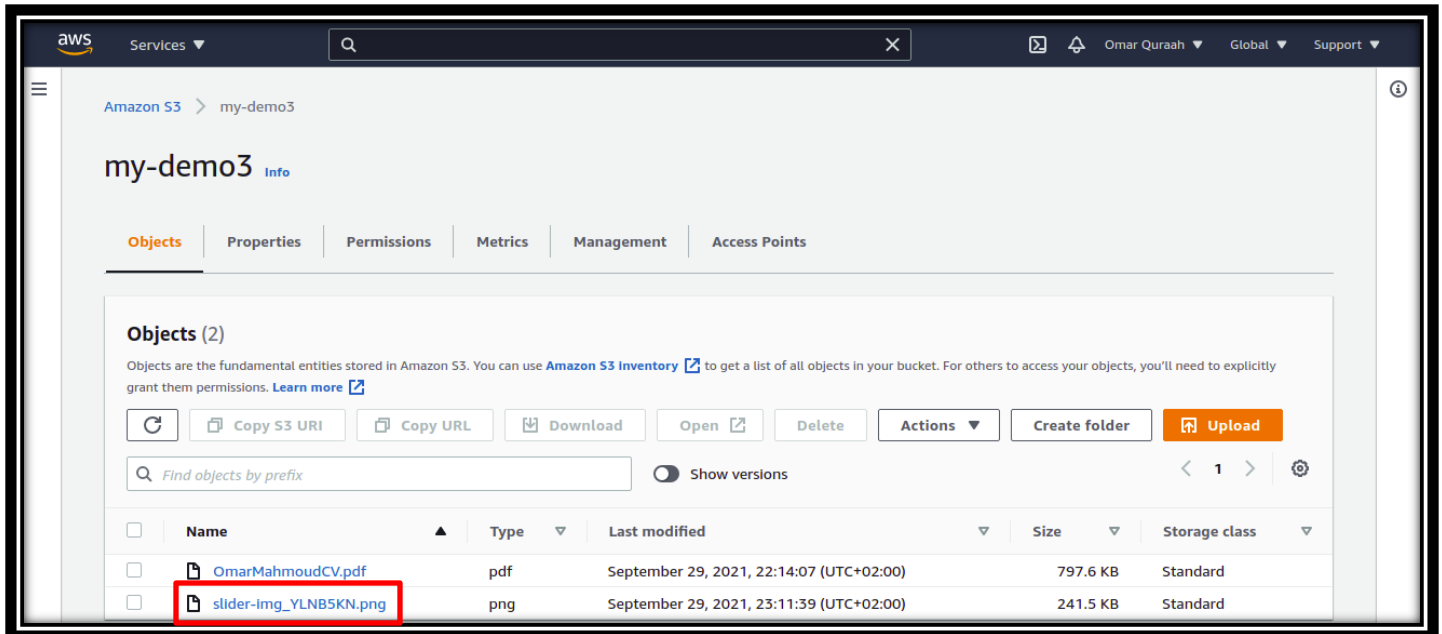 aws Services Omar Quraah Global Support
Amazon S3 > my-demo3
my-demo3 Info
Objects Properties Permissions Metrics Management Access Points
Objects (2)
Objects are the fundamental entities stored in Amazon S3. You can use Amazon S3 inventory to get a list of all objects in your bucket. For others to access your objects, you'll need to explicitly
grant them permissions. Learn more
Copy S3 URI Copy URL Download Open Delete Actions Create folder Upload
Find objects by prefix Show versions 1
Name Type Last modified Size Storage class
OmarMahmoudCV.pdf pdf September 29, 2021, 22:14:07 (UTC+02:00) 797.6 KB Standard
slider-img_YLNB5KN.png png September 29, 2021, 23:11:39 (UTC+02:00) 241.5 KB Standard